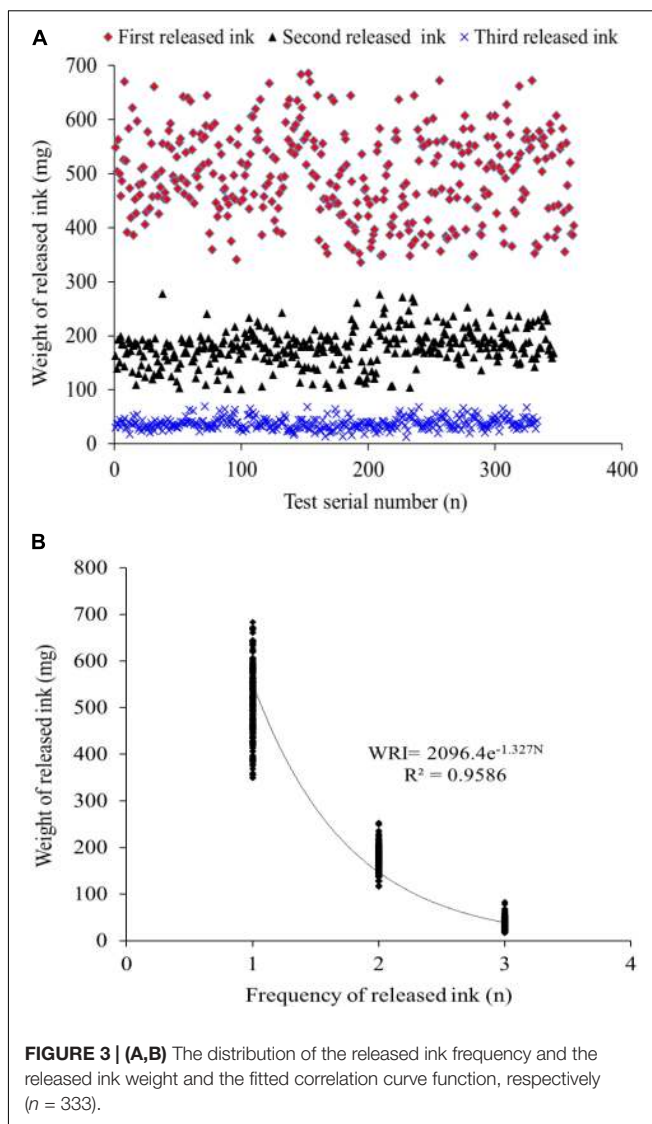 A
First released ink Second released ink Third released ink
700
600
500
400
300
200
100
0
Weight of released ink (mg)
0 100 200 300 400
Test serial number (n)
B
800
700
600
500
400
300
200
100
0
Weight of released ink (mg)
WRI= 2096.4e-1.327N
R² = 0.9586
0 1 2 3 4
Frequency of released ink (n)
FIGURE 3 | (A,B) The distribution of the released ink frequency and the
released ink weight and the fitted correlation curve function, respectively
(n = 333).